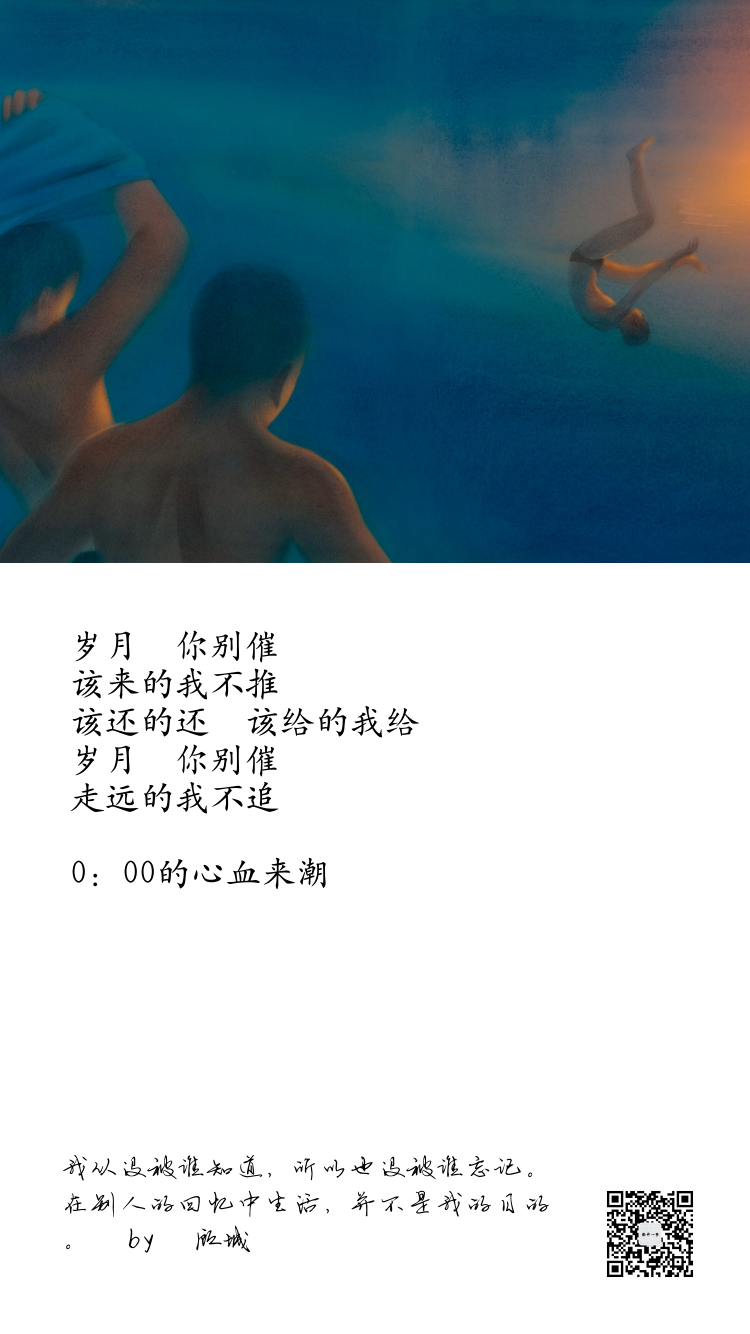 岁月　你别催
该来的我不推
该还的还　该给的我给
岁月　你别催
走远的我不追
0：00的心血来潮
我从没被谁知道，所以也没被谁忘记。
在别人的回忆中生活，并不是我的目的
。　by　顾城